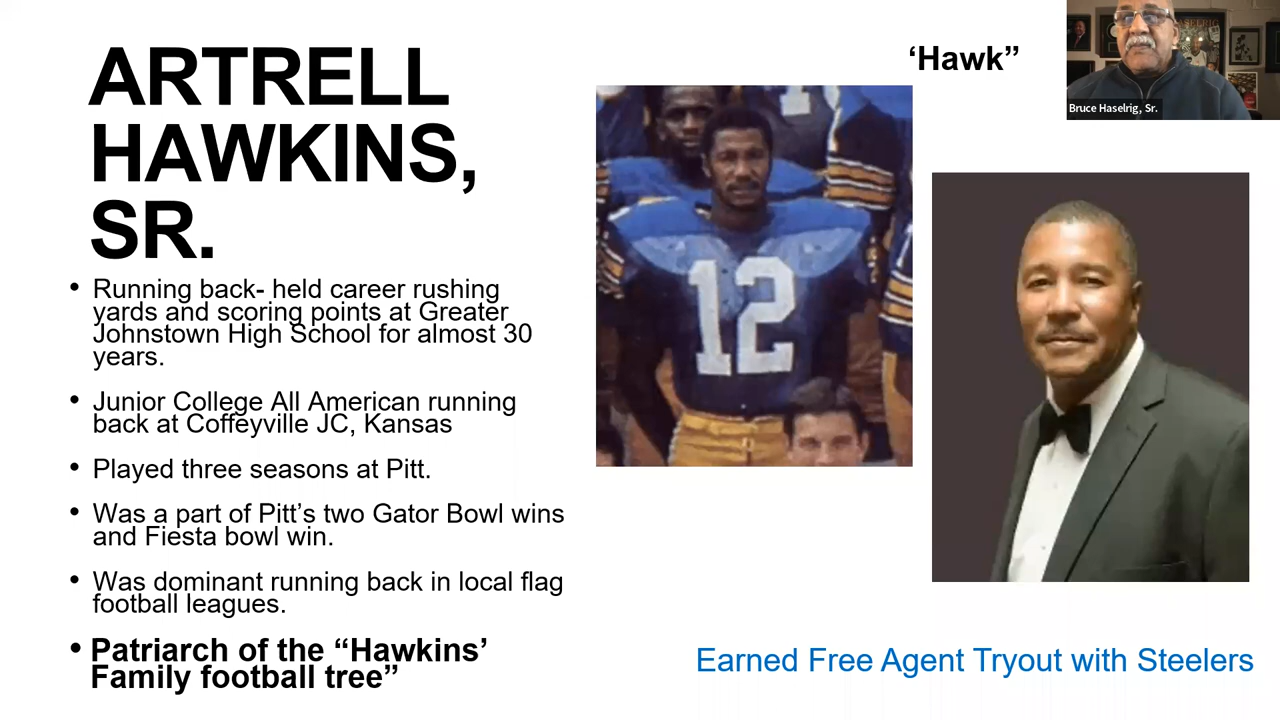 ARTRELL
HAWKINS,
SR.
• Running back- held career rushing
yards and scoring points at Greater
Johnstown High School for almost 30
years.
• Junior College All American running
back at Coffeyville JC, Kansas
• Played three seasons at Pitt.
• Was a part of Pitt’s two Gator Bowl wins
and Fiesta bowl win.
• Was dominant running back in local flag
football leagues.
• Patriarch of the “Hawkins’
Family football tree”
‘Hawk”
12
Earned Free Agent Tryout with Steelers
Bruce Haselrig, Sr.